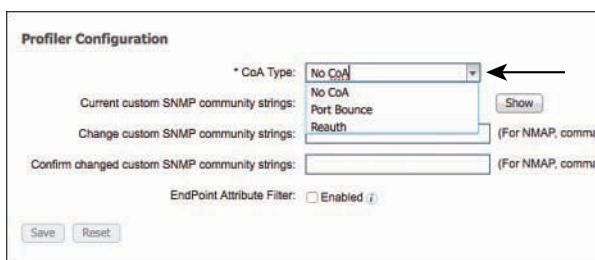 Profiler Configuration
* CoA Type: No CoA
No CoA
Port Bounce
Reauth
Current custom SNMP community strings: Show
Change custom SNMP community strings: (For NMAP, comma
Confirm changed custom SNMP community strings: (For NMAP, comma
EndPoint Attribute Filter: Enabled i
Save Reset